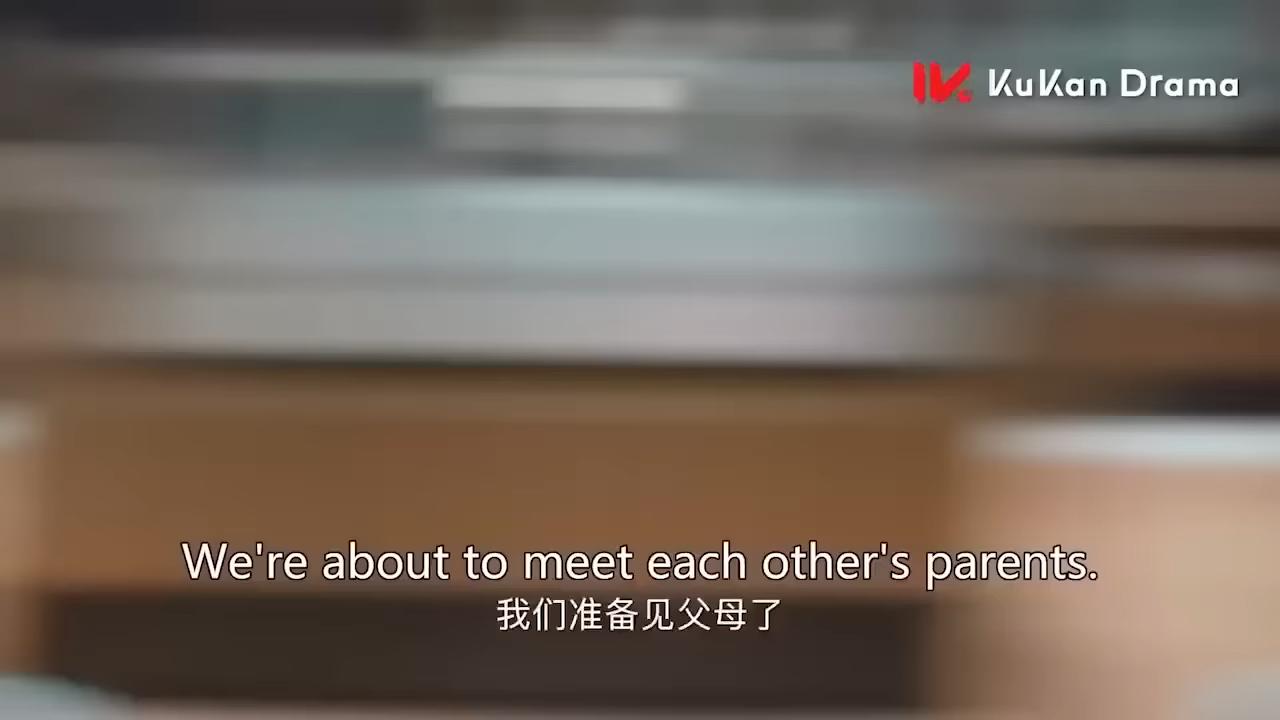 KuKan Drama
We're about to meet each other's parents.
我们准备见父母了